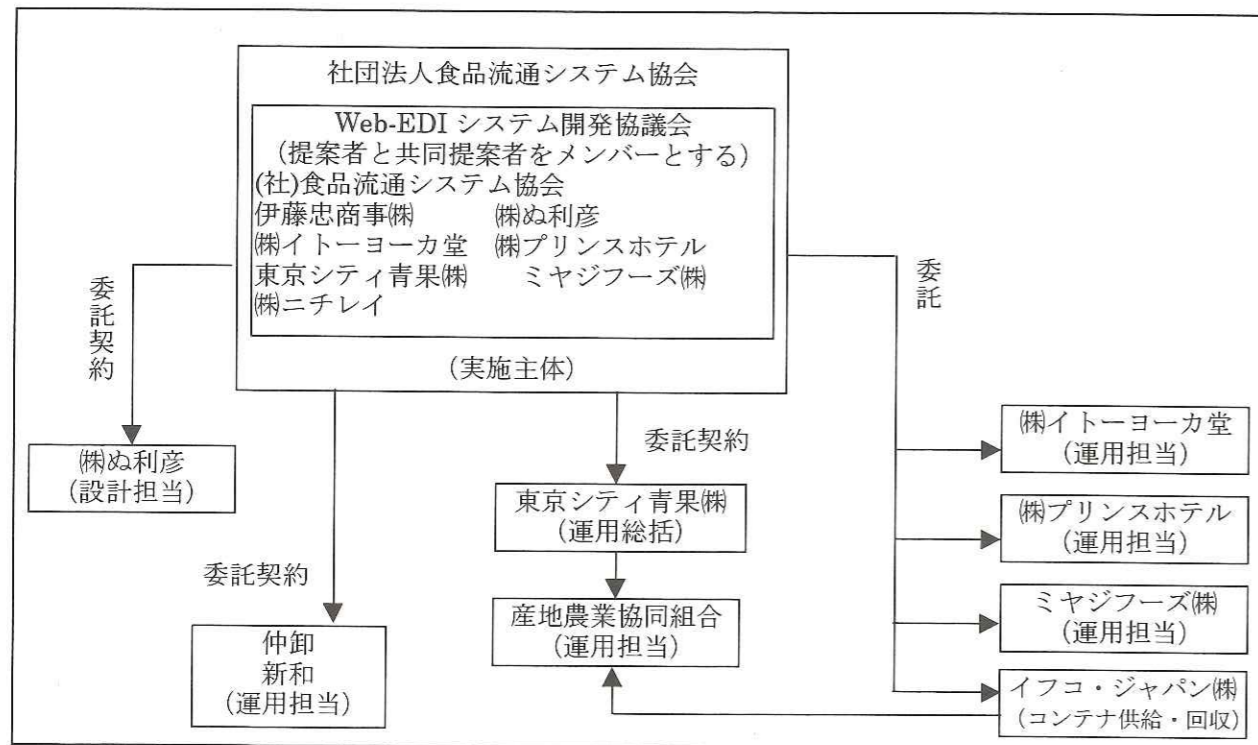 社団法人食品流通システム協会
Web-EDI システム開発協議会
（提案者と共同提案者をメンバーとする）
(社)食品流通システム協会
伊藤忠商事㈱　㈱ぬ利彦
㈱イトーヨーカ堂　㈱プリンスホテル
東京シティ青果㈱　ミヤジフーズ㈱
㈱ニチレイ
（実施主体）
委託契約
㈱ぬ利彦
（設計担当）
委託契約
仲卸
新和
（運用担当）
委託契約
東京シティ青果㈱
（運用総括）
産地農業協同組合
（運用担当）
委託
㈱イトーヨーカ堂
（運用担当）
㈱プリンスホテル
（運用担当）
ミヤジフーズ㈱
（運用担当）
イフコ・ジャパン㈱
（コンテナ供給・回収）